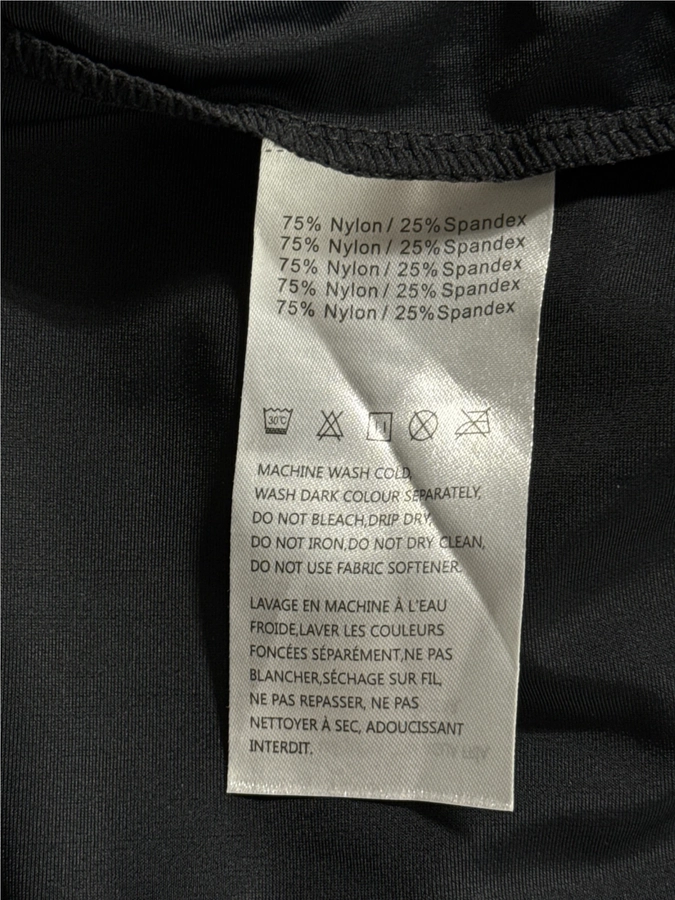 75% Nylon / 25% Spandex
75% Nylon / 25% Spandex
75% Nylon / 25% Spandex
75% Nylon / 25% Spandex
75% Nylon / 25% Spandex
30°C
MACHINE WASH COLD,
WASH DARK COLOUR SEPARATELY,
DO NOT BLEACH,DRIP DRY,
DO NOT IRON,DO NOT DRY CLEAN,
DO NOT USE FABRIC SOFTENER.
LAVAGE EN MACHINE À L'EAU
FROIDE,LAVER LES COULEURS
FONCÉES SÉPARÉMENT,NE PAS
BLANCHER,SÉCHAGE SUR FIL,
NE PAS REPASSER, NE PAS
NETTOYER À SEC, ADOUCISSANT
INTERDIT.